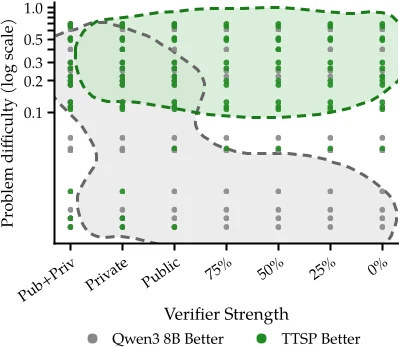 Problem difficulty (log scale)
1.0
0.5
0.3
0.2
0.1
Pub+Priv
Private
Public
75%
50%
25%
0%
Verifier Strength
Qwen3 8B Better
TTSP Better